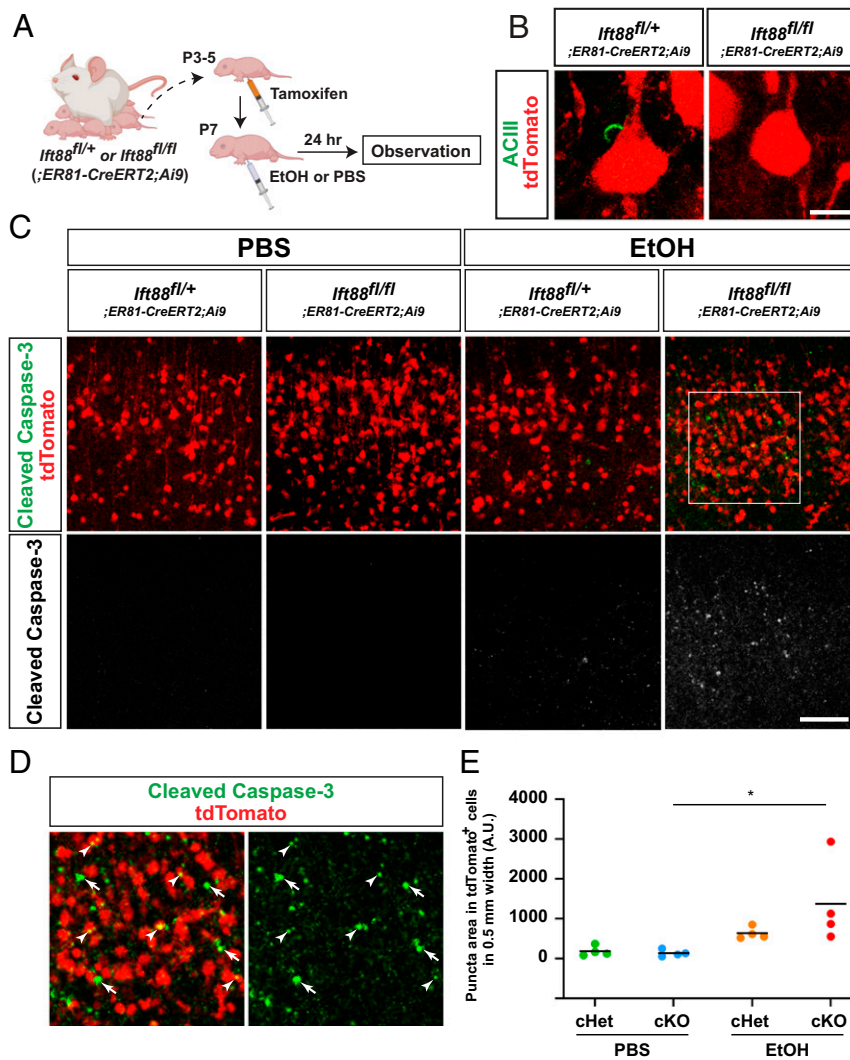 A
P3-5
Tamoxifen
P7
24 hr
Observation
EtOH or PBS
Ift88fl/+ or Ift88fl/fl
(;ER81-CreERT2;Ai9)
B
Ift88fl/+
;ER81-CreERT2;Ai9)
Ift88fl/fl
;ER81-CreERT2;Ai9)
ACIII
tdTomato
C
PBS
EtOH
Ift88fl/+
;ER81-CreERT2;Ai9)
Ift88fl/fl
;ER81-CreERT2;Ai9)
Ift88fl/+
;ER81-CreERT2;Ai9)
Ift88fl/fl
;ER81-CreERT2;Ai9)
Cleaved Caspase-3
tdTomato
Cleaved Caspase-3
D
Cleaved Caspase-3
tdTomato
E
Puncta area in tdTomato+ cells
in 0.5 mm width (A.U.)
4000
3000
2000
1000
0
*
cHet
cKO
cHet
cKO
PBS
EtOH